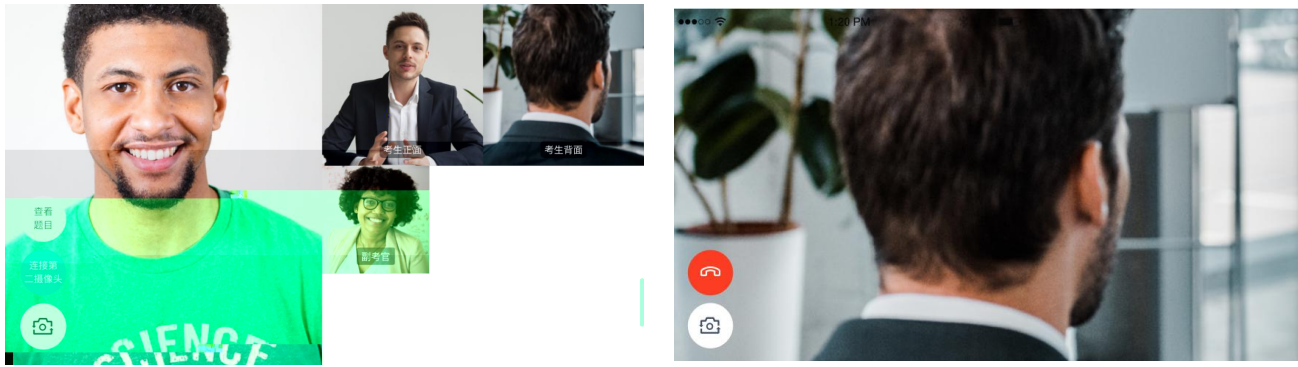 考生正面
考生背面
查看
题目
副考官
连接第
二摄像头
SCIENCE
1:20 PM